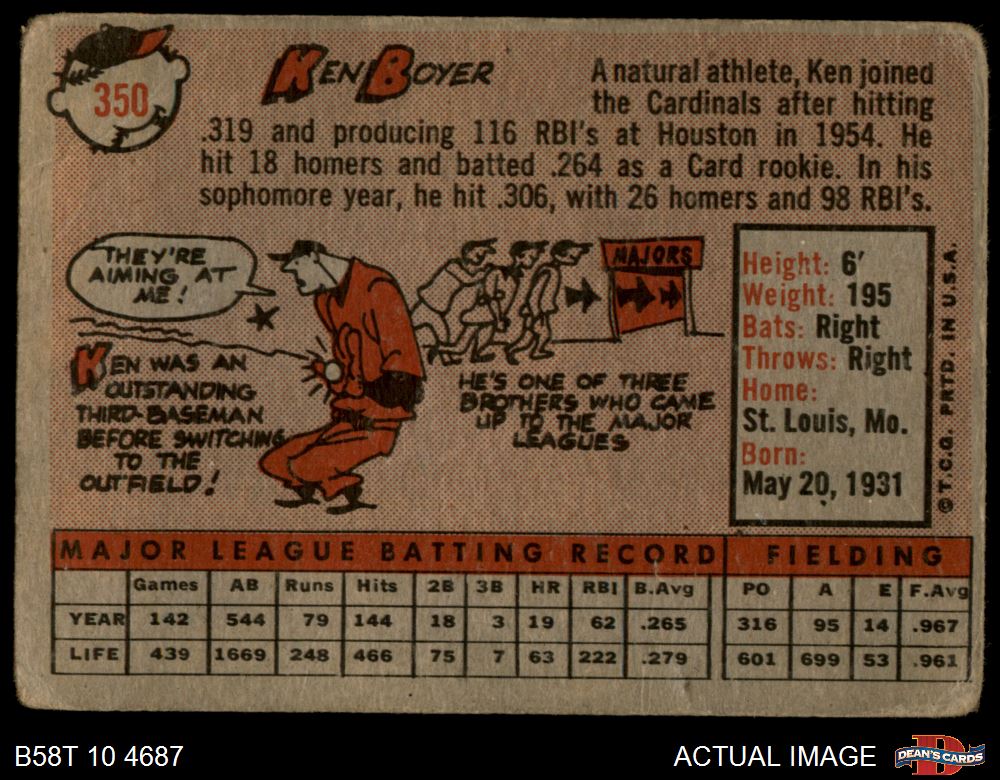 350
KEN BOYER
A natural athlete, Ken joined
the Cardinals after hitting
.319 and producing 116 RBI's at Houston in 1954. He
hit 18 homers and batted .264 as a Card rookie. In his
sophomore year, he hit .306, with 26 homers and 98 RBI's.
THEY'RE
AIMING AT
ME!
KEN WAS AN
OUTSTANDING
THIRD-BASEMAN
BEFORE SWITCHING
TO THE
OUTFIELD!
MAJORS
HE'S ONE OF THREE
BROTHERS WHO CAME
UP TO THE MAJOR
LEAGUES
Height: 6'
Weight: 195
Bats: Right
Throws: Right
Home:
St. Louis, Mo.
Born:
May 20, 1931
© T.C.G. PRTD. IN U.S.A.
MAJOR LEAGUE BATTING RECORD FIELDING
Games AB Runs Hits 2B 3B HR RBI B.Avg PO A E F.Avg
YEAR 142 544 79 144 18 3 19 62 .265 316 95 14 .967
LIFE 439 1669 248 466 75 7 63 222 .279 601 699 53 .961
B58T 10 4687 ACTUAL IMAGE
D
DEAN'S CARDS